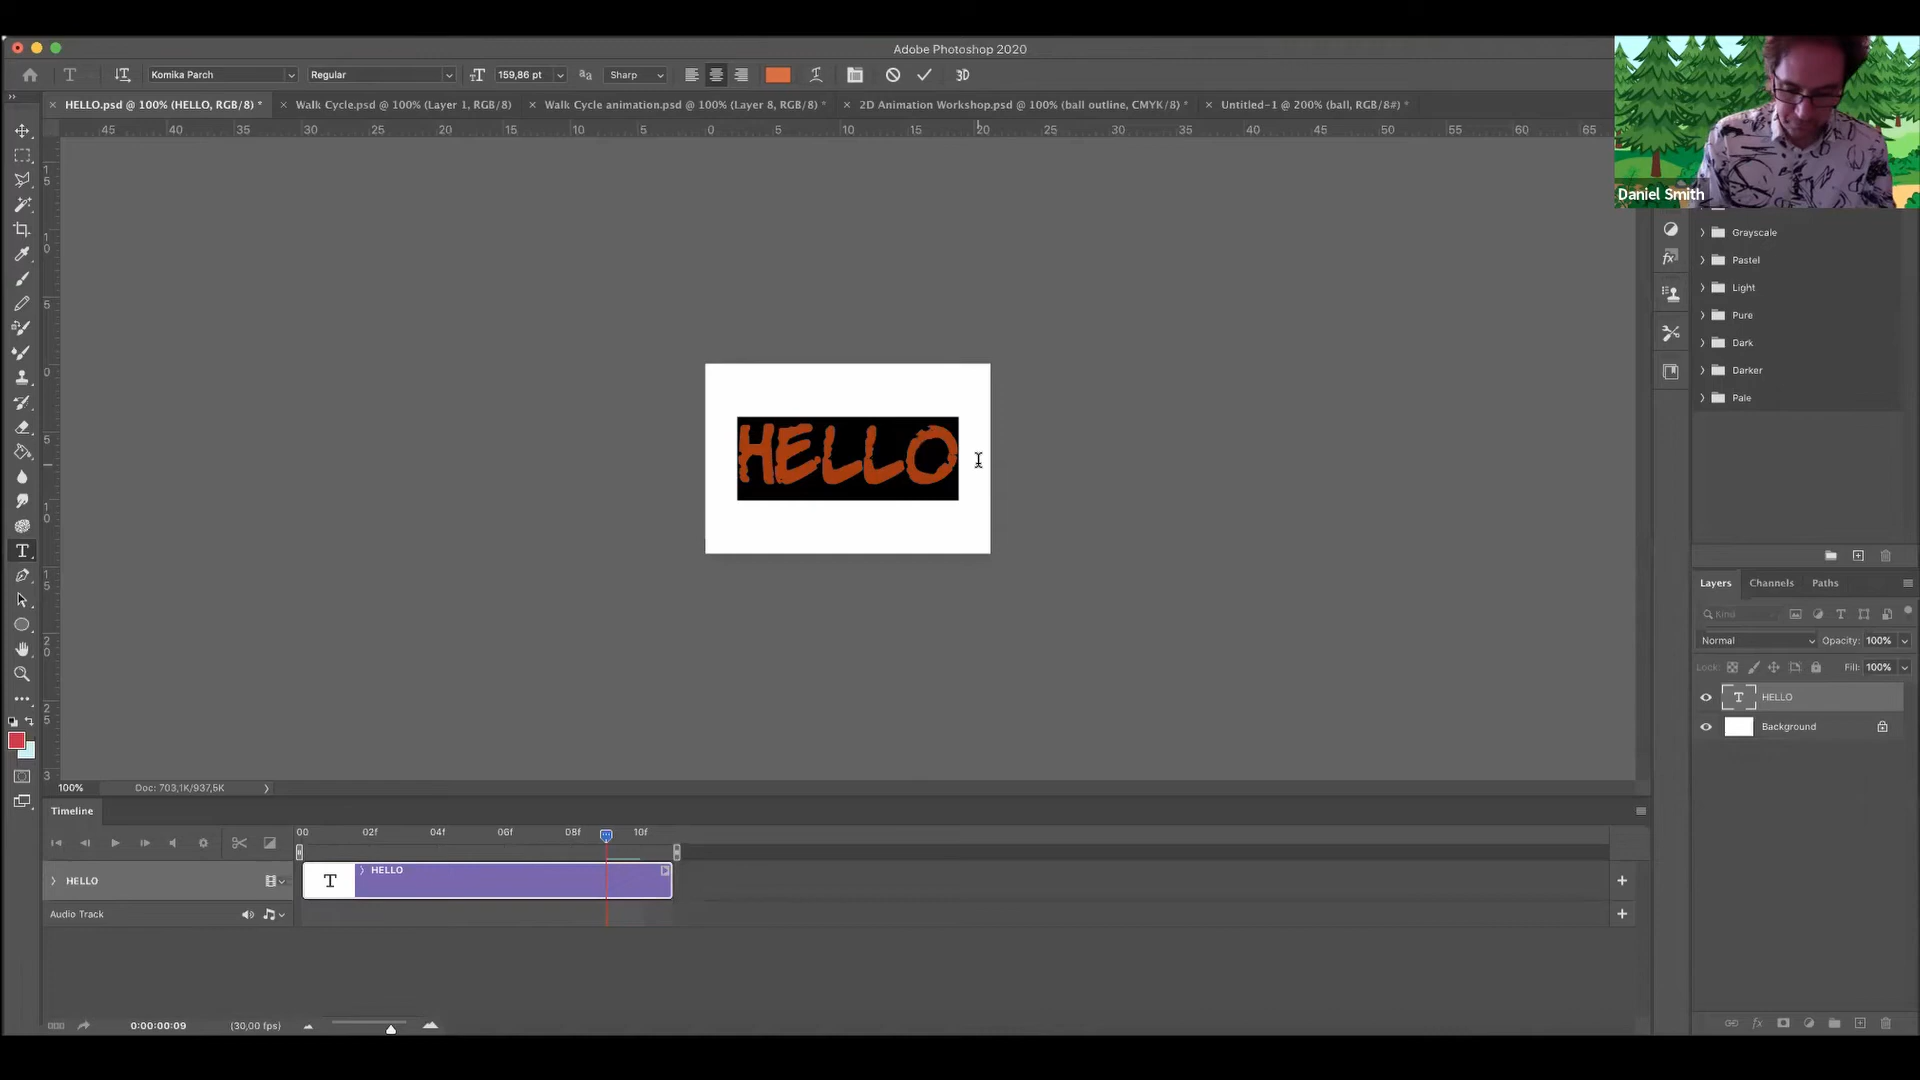 Adobe Photoshop 2020
Komika Parch
Regular
159,86 pt
Sharp
3D
HELLO.psd @ 100% (HELLO, RGB/8) *
Walk Cycle.psd @ 100% (Layer 1, RGB/8)
Walk Cycle animation.psd @ 100% (Layer 8, RGB/8) *
2D Animation Workshop.psd @ 100% (ball outline, CMYK/8) *
Untitled-1 @ 200% (ball, RGB/8#) *
45 40 35 30 25 20 15 10 5 0 5 10 15 20 25 30 35 40 45 50 55 60 65
Daniel Smith
Grayscale
Pastel
Light
Pure
Dark
Darker
Pale
HELLO
Layers Channels Paths
Kind
Normal
Opacity: 100%
Lock:
Fill: 100%
HELLO
Background
100%
Doc: 703,1K/937,5K
Timeline
00 02f 04f 06f 08f 10f
HELLO
HELLO
Audio Track
0:00:00:09
(30,00 fps)